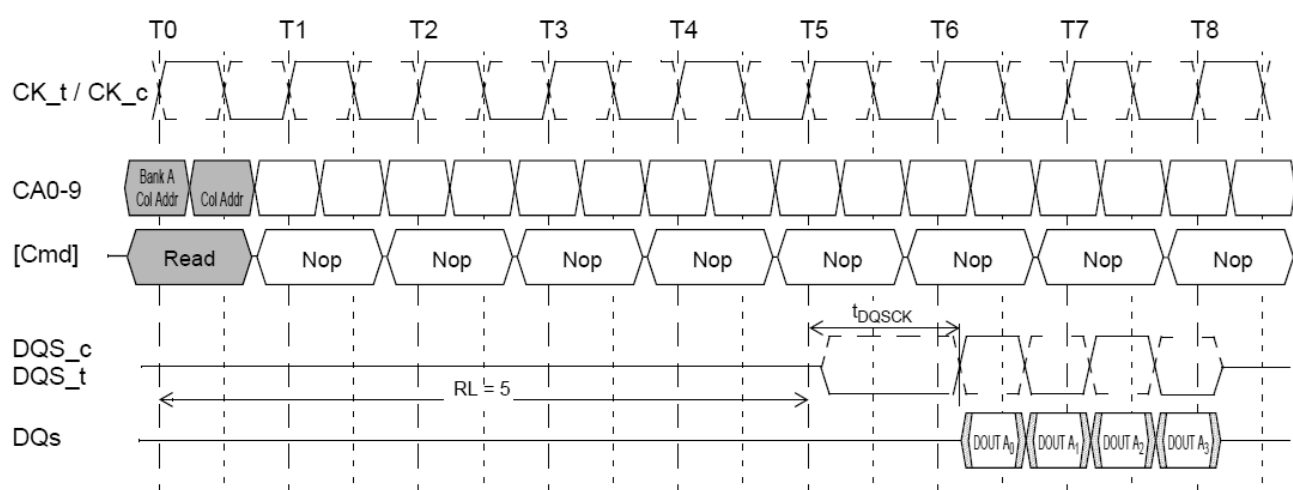 T0 T1 T2 T3 T4 T5 T6 T7 T8
CK_t / CK_c
CA0-9
Bank A
Col Addr
Col Addr
[Cmd]
Read Nop Nop Nop Nop Nop Nop Nop Nop
tDQSCK
DQS_c
DQS_t
RL = 5
DQs
DOUT A0 DOUT A1 DOUT A2 DOUT A3